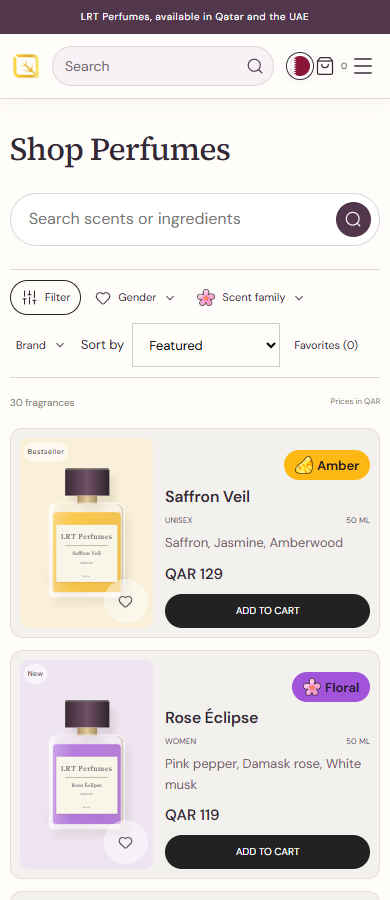 LRT Perfumes, available in Qatar and the UAE
Search
0
Shop Perfumes
Search scents or ingredients
Filter
Gender
Scent family
Brand
Sort by
Featured
Favorites (0)
30 fragrances
Prices in QAR
Bestseller
Amber
LRT Perfumes
Saffron Veil
Saffron Veil
UNISEX
50 ML
Saffron, Jasmine, Amberwood
QAR 129
ADD TO CART
New
Floral
LRT Perfumes
Rose Éclipse
Rose Éclipse
WOMEN
50 ML
Pink pepper, Damask rose, White
musk
QAR 119
ADD TO CART